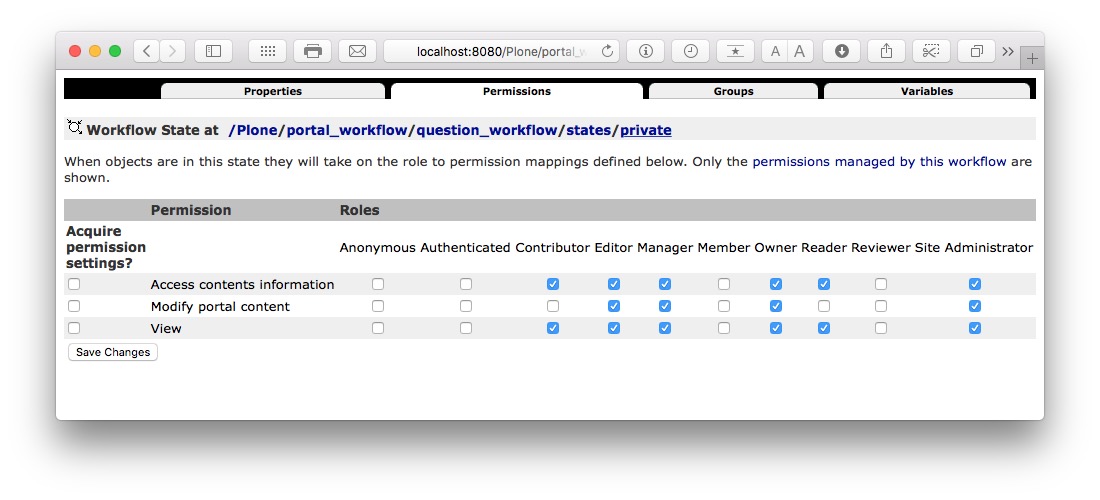 localhost:8080/Plone/portal_w
A A
Properties Permissions Groups Variables
Workflow State at /Plone/portal_workflow/question_workflow/states/private
When objects are in this state they will take on the role to permission mappings defined below. Only the permissions managed by this workflow are
shown.
Permission Roles
Acquire
permission
settings?
Anonymous Authenticated Contributor Editor Manager Member Owner Reader Reviewer Site Administrator
Access contents information
Modify portal content
View
Save Changes